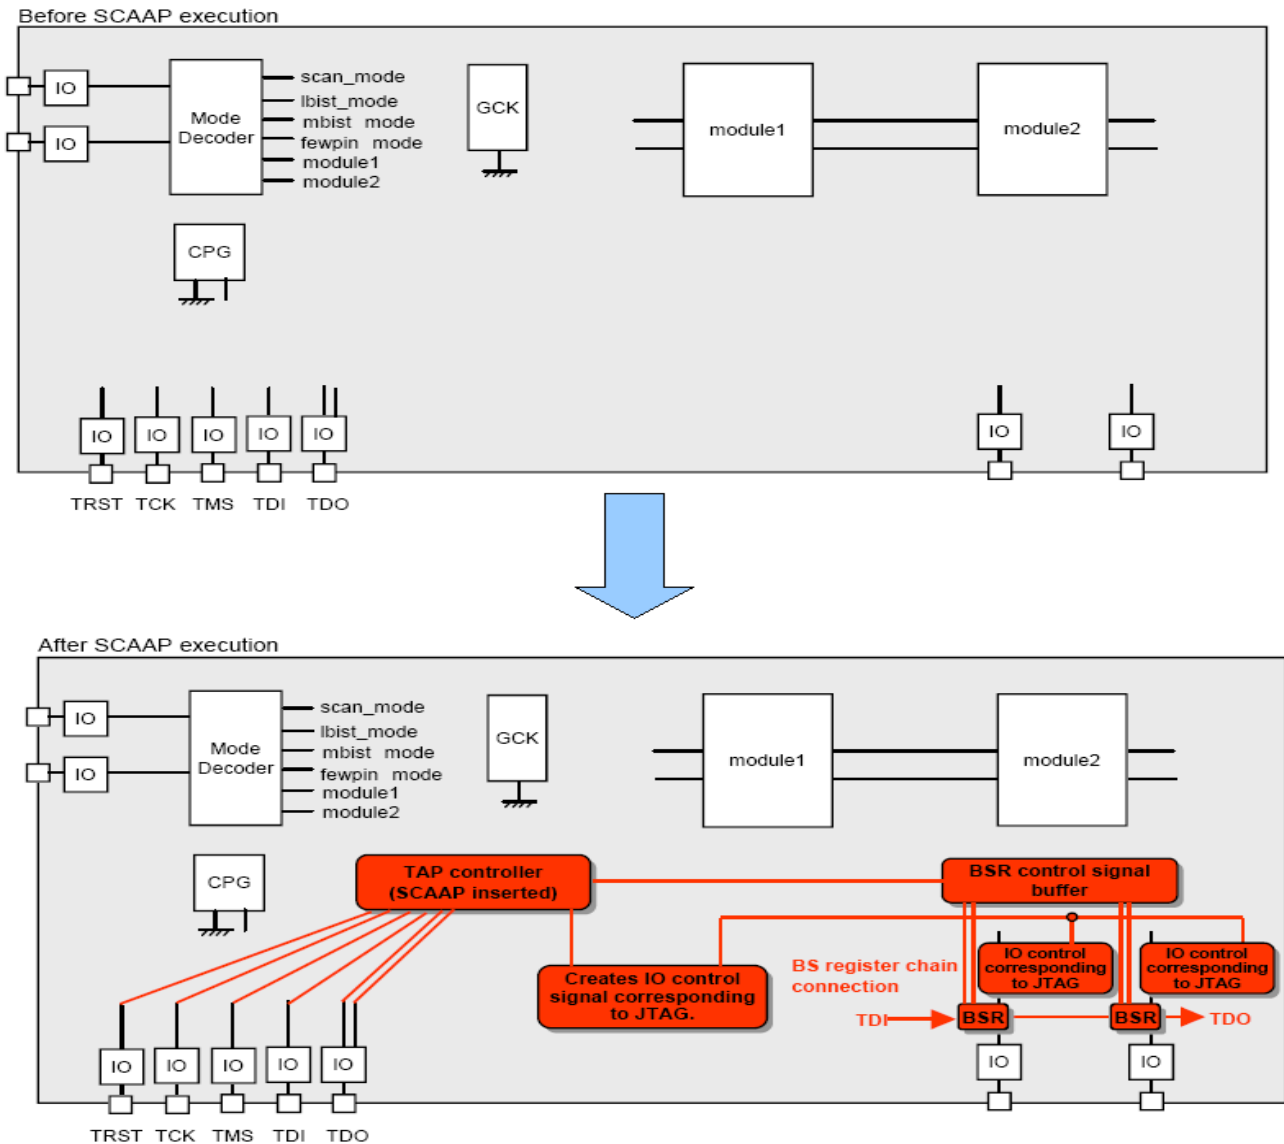 Before SCAAP execution
IO
IO
Mode
Decoder
scan_mode
lbist_mode
mbist mode
fewpin mode
module1
module2
GCK
module1
module2
CPG
IO
IO
IO
IO
IO
IO
IO
TRST
TCK
TMS
TDI
TDO
After SCAAP execution
IO
IO
Mode
Decoder
scan_mode
lbist_mode
mbist mode
fewpin mode
module1
module2
GCK
module1
module2
CPG
TAP controller
(SCAAP inserted)
BSR control signal
buffer
Creates IO control
signal corresponding
to JTAG.
BS register chain
connection
IO control
corresponding
to JTAG
IO control
corresponding
to JTAG
TDI
BSR
BSR
TDO
IO
IO
IO
IO
IO
IO
IO
TRST
TCK
TMS
TDI
TDO